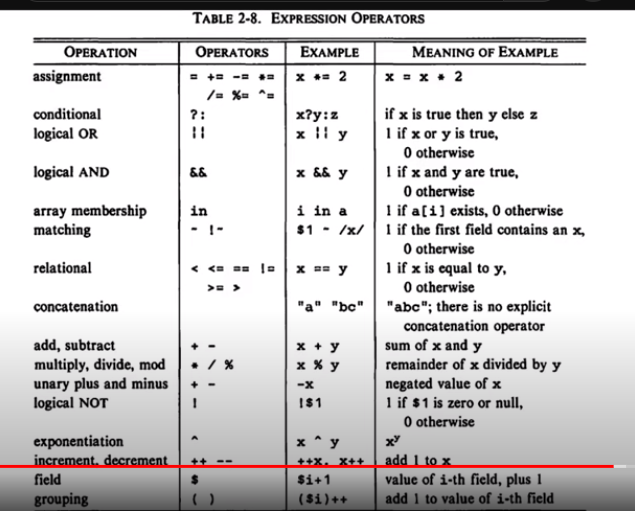 TABLE 2-8. EXPRESSION OPERATORS
OPERATION OPERATORS EXAMPLE MEANING OF EXAMPLE
assignment = += -= *= x *= 2 x = x * 2
/= %= ^=
conditional ?: x?y:z if x is true then y else z
logical OR || x || y 1 if x or y is true,
0 otherwise
logical AND && x && y 1 if x and y are true,
0 otherwise
array membership in i in a 1 if a[i] exists, 0 otherwise
matching ~ !~ $1 ~ /x/ 1 if the first field contains an x,
0 otherwise
relational < <= == != x == y 1 if x is equal to y,
>= > 0 otherwise
concatenation "a" "bc" "abc"; there is no explicit
concatenation operator
add, subtract + - x + y sum of x and y
multiply, divide, mod * / % x % y remainder of x divided by y
unary plus and minus + - -x negated value of x
logical NOT ! !$1 1 if $1 is zero or null,
0 otherwise
exponentiation ^ x ^ y xʸ
increment, decrement ++ -- ++x, x++ add 1 to x
field $ $i+1 value of i-th field, plus 1
grouping ( ) ($i)++ add 1 to value of i-th field